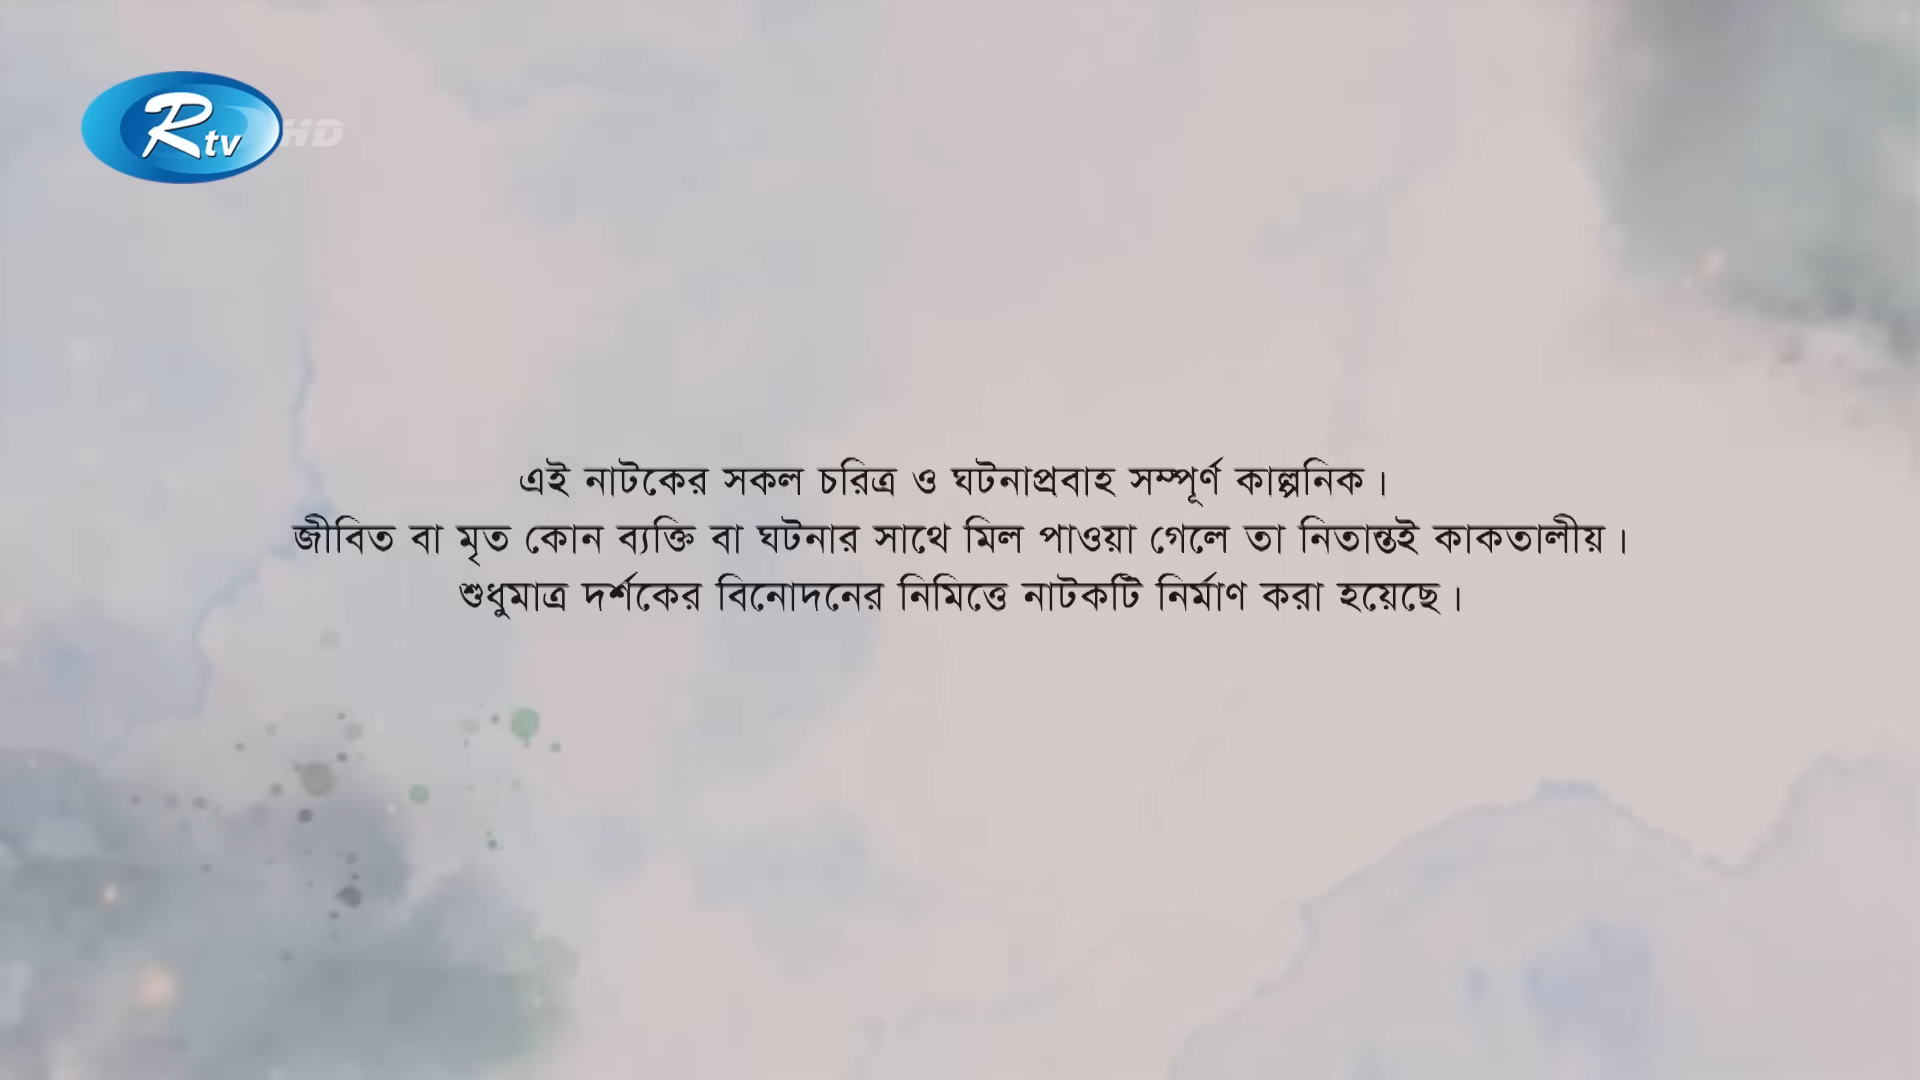 Rtv HD
এই নাটকের সকল চরিত্র ও ঘটনাপ্রবাহ সম্পূর্ণ কাল্পনিক।
জীবিত বা মৃত কোন ব্যক্তি বা ঘটনার সাথে মিল পাওয়া গেলে তা নিতান্তই কাকতালীয়।
শুধুমাত্র দর্শকের বিনোদনের নিমিত্তে নাটকটি নির্মাণ করা হয়েছে।